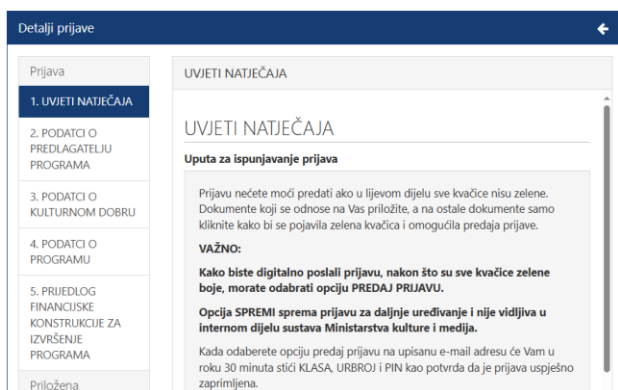 Detalji prijave
Prijava
1. UVJETI NATJEČAJA
2. PODATCI O
PREDLAGATELJU
PROGRAMA
3. PODATCI O
KULTURNOM DOBRU
4. PODATCI O
PROGRAMU
5. PRIJEDLOG
FINANCIJSKE
KONSTRUKCIJE ZA
IZVRŠENJE
PROGRAMA
Priložena
UVJETI NATJEČAJA
UVJETI NATJEČAJA
Uputa za ispunjavanje prijava
Prijavu nećete moći predati ako u lijevom dijelu sve kvačice nisu zelene.
Dokumente koji se odnose na Vas priložite, a na ostale dokumente samo
kliknite kako bi se pojavila zelena kvačica i omogućila predaja prijave.
VAŽNO:
Kako biste digitalno poslali prijavu, nakon što su sve kvačice zelene
boje, morate odabrati opciju PREDAJ PRIJAVU.
Opcija SPREMI sprema prijavu za daljnje uređivanje i nije vidljiva u
internom dijelu sustava Ministarstva kulture i medija.
Kada odaberete opciju predaj prijavu na upisanu e-mail adresu će Vam u
roku 30 minuta stići KLASA, URBROJ i PIN kao potvrda da je prijava uspješno
zaprimljena.